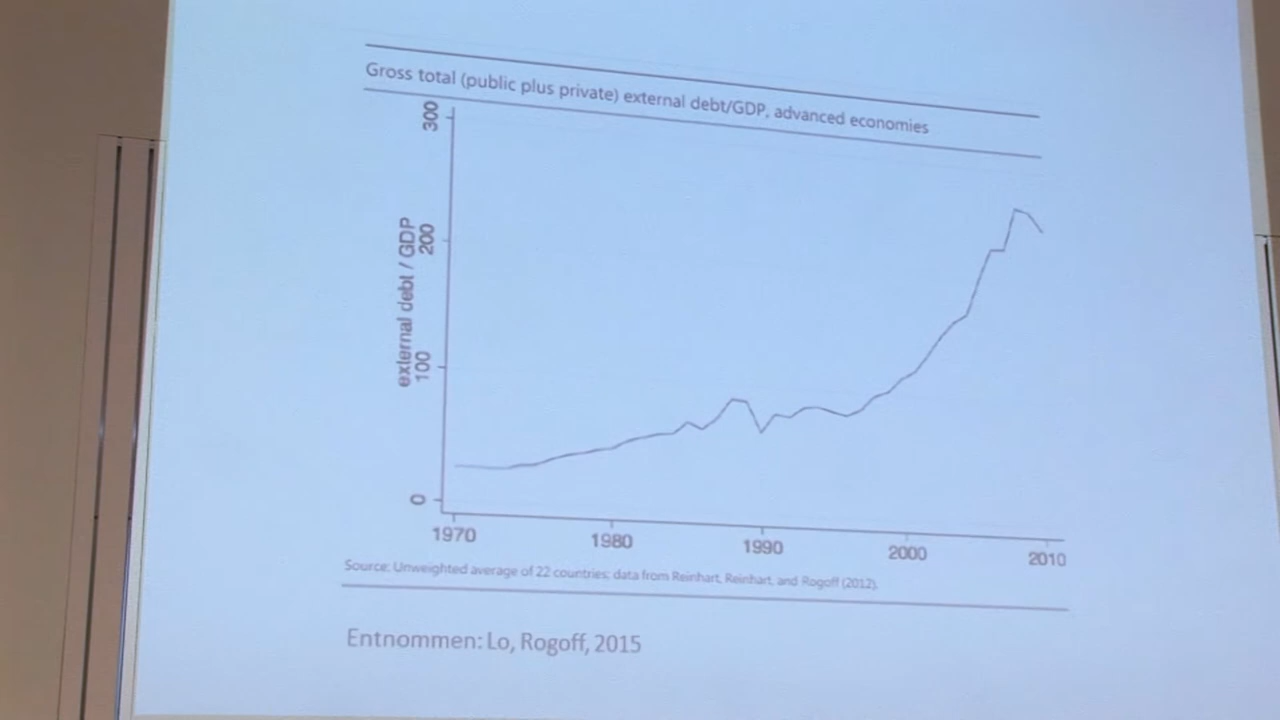 Gross total (public plus private) external debt/GDP, advanced economies
300
200
100
0
external debt / GDP
1970
1980
1990
2000
2010
Source: Unweighted average of 22 countries; data from Reinhart, Reinhart, and Rogoff (2012).
Entnommen: Lo, Rogoff, 2015